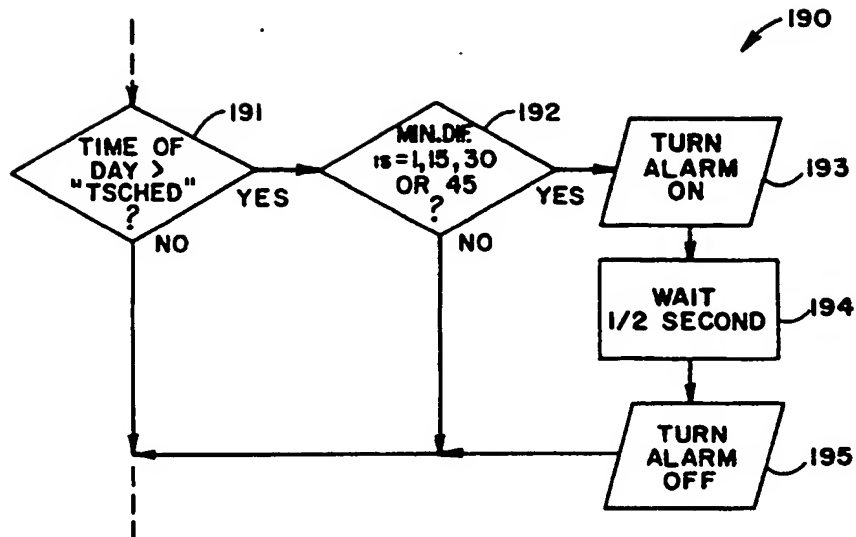 190
191
TIME OF
DAY >
"TSCHED"
?
YES
NO
192
MIN.DIF.
IS=1,15,30
OR 45
?
YES
NO
TURN
ALARM
ON
193
WAIT
1/2 SECOND
194
TURN
ALARM
OFF
195